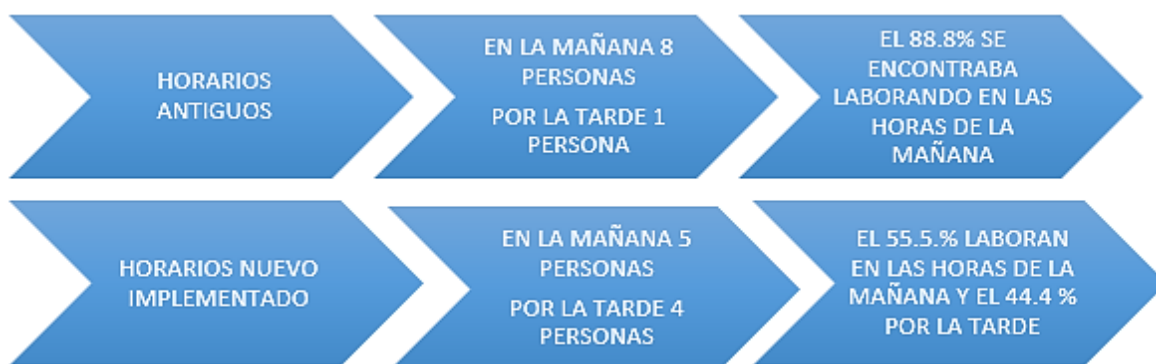 HORARIOS
ANTIGUOS
EN LA MAÑANA 8
PERSONAS
POR LA TARDE 1
PERSONA
EL 88.8% SE
ENCONTRABA
LABORANDO EN LAS
HORAS DE LA
MAÑANA
HORARIOS NUEVO
IMPLEMENTADO
EN LA MAÑANA 5
PERSONAS
POR LA TARDE 4
PERSONAS
EL 55.5.% LABORAN
EN LAS HORAS DE LA
MAÑANA Y EL 44.4 %
POR LA TARDE